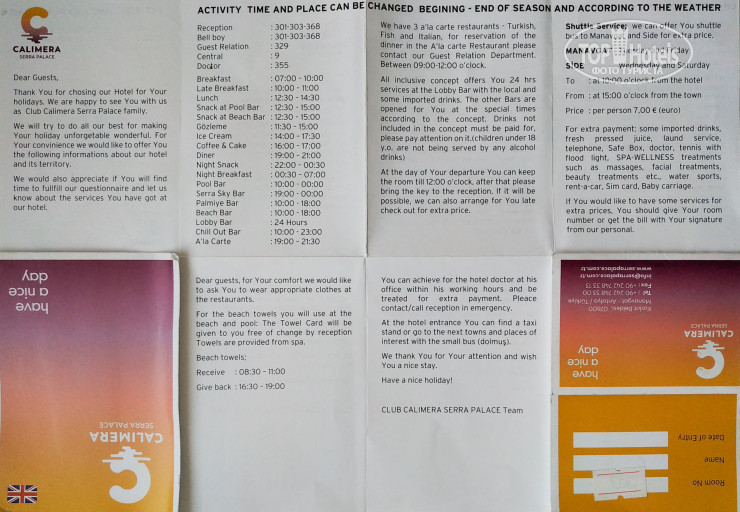 ACTIVITY TIME AND PLACE CAN BE CHANGED BEGINING - END OF SEASON AND ACCORDING TO THE WEATHER
CALIMERA
SERRA PALACE
Dear Guests,
Thank You for chosing our Hotel for Your
holidays. We are happy to see You with us
as Club Calimera Serra Palace family.
We will try to do all our best for making
Your holiday unforgetable wonderful. For
Your convinience we would like to offer You
the following informations about our hotel
and its territory.
We would also appreciate if You will find
time to fullfill our questionnaire and let us
know about the services You have got at
our hotel.
Reception : 301-303-368
Bell boy : 301-303-368
Guest Relation : 329
Central : 9
Doktor : 355
Breakfast : 07:00 - 10:00
Late Breakfast : 10:00 - 11:00
Lunch : 12:30 - 14:30
Snack at Pool Bar : 12:30 - 15:00
Snack at Beach Bar : 12:30 - 15:00
Gözleme : 11:30 - 15:00
Ice Cream : 14:00 - 17:30
Coffee & Cake : 16:00 - 17:00
Diner : 19:00 - 21:00
Night Snack : 22:00 - 00:30
Night Breakfast : 00:30 - 07:00
Pool Bar : 10:00 - 00:00
Serra Sky Bar : 19:00 - 00:00
Palmiye Bar : 10:00 - 18:00
Beach Bar : 10:00 - 18:00
Lobby Bar : 24 Hours
Chill Out Bar : 10:00 - 23:00
A'la Carte : 19:00 - 21:30
We have 3 a'la carte restaurants - Turkish,
Fish and Italian, for reservation of the
dinner in the A'la carte Restaurant please
contact our Guest Relation Department.
Between 09:00-12:00 o'clock.
All inclusive concept offers You 24 hrs
services at the Lobby Bar with the local and
some imported drinks. The other Bars are
opened for You at the special times
according to the concept. Drinks not
included in the concept must be paid for,
please pay attention on it.(children under 18
y.o. are not being served by any alcohol
drinks)
At the day of Your departure You can keep
the room till 12:00 o'clock, after that please
bring the key to the reception. If it will be
possible, we can also arrange for You late
check out for extra price.
Shuttle Service; we can offer You shuttle
bus to Manavgat and Side for extra price.
MANAVGAT
SIDE Wednesday and Saturday
To : at 10:00 o'clock from the hotel
From : at 15:00 o'clock from the town
Price : per person 7,00 € (euro)
For extra payment; some imported drinks,
fresh pressed juice, laund service,
telephone, Safe Box, doctor, tennis with
flood light, SPA-WELLNESS treatments
such as massages, facial treatments,
beauty treatments etc., water sports,
rent-a-car, Sim card, Baby carriage.
If You would like to have some services for
extra prices, You should give Your room
number or get the bill with Your signature
from our personal.
Top Hotels
ФОТО ТУРИСТА
have
a nice
day
CALIMERA
SERRA PALACE
Dear guests, for Your comfort we would like
to ask You to wear appropriate clothes at
the restaurants.
For the beach towels you will use at the
beach and pool: The Towel Card will be
given to you free of change by reception
Towels are provided from spa.
Beach towels;
Receive : 08:30 - 11:00
Give back : 16:30 - 19:00
You can achieve for the hotel doctor at his
office within his working hours and be
treated for extra payment. Pleace
contact/call reception in emergency.
At the hotel entrance You can find a taxi
stand or go to the next towns and places of
interest with the small bus (dolmuş).
We thank You for Your attention and wish
You a nice stay.
Have a nice holiday!
CLUB CALIMERA SERRA PALACE Team
have
a nice
day
CALIMERA
SERRA PALACE
Manavgat - Antalya / Türkiye
info@serrapalace.com.tr
www.serrapalace.com.tr
Room No
Name
Date of Entry